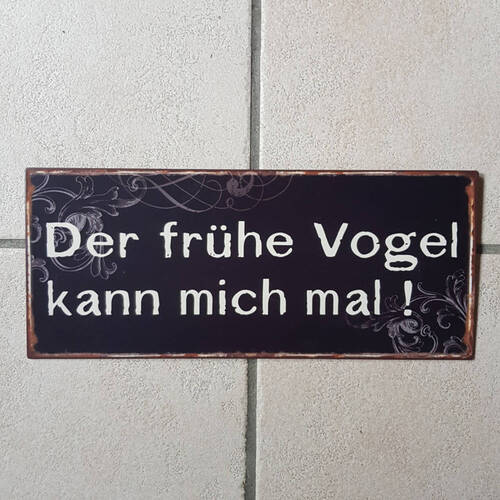 Der frühe Vogel
kann mich mal !